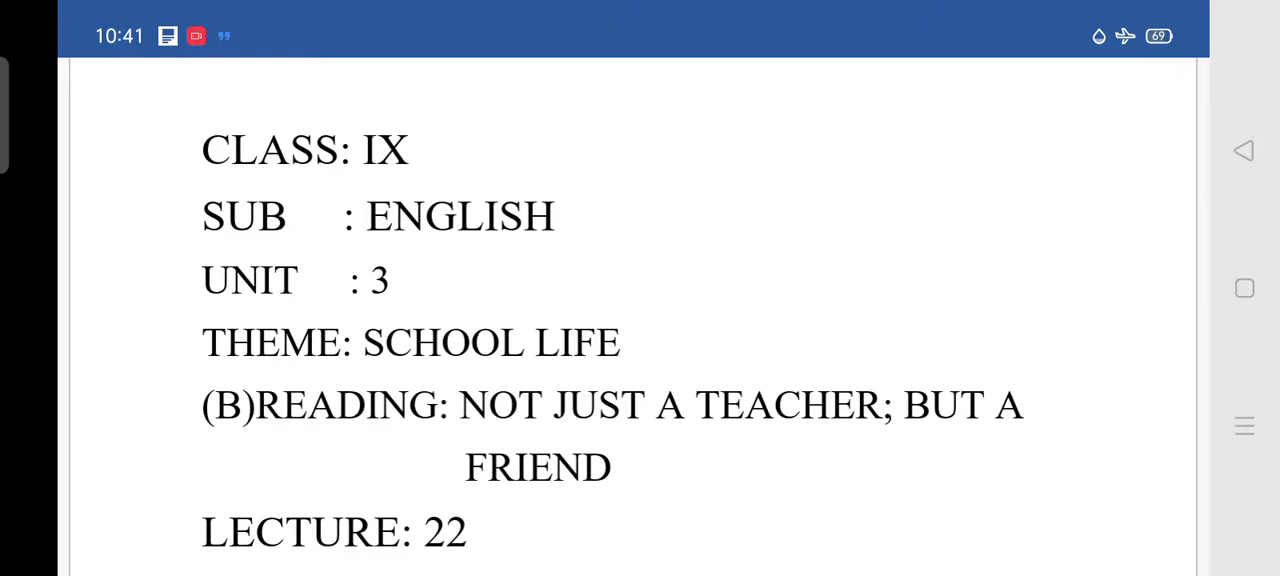 10:41
69
CLASS: IX
SUB : ENGLISH
UNIT : 3
THEME: SCHOOL LIFE
(B)READING: NOT JUST A TEACHER; BUT A
FRIEND
LECTURE: 22